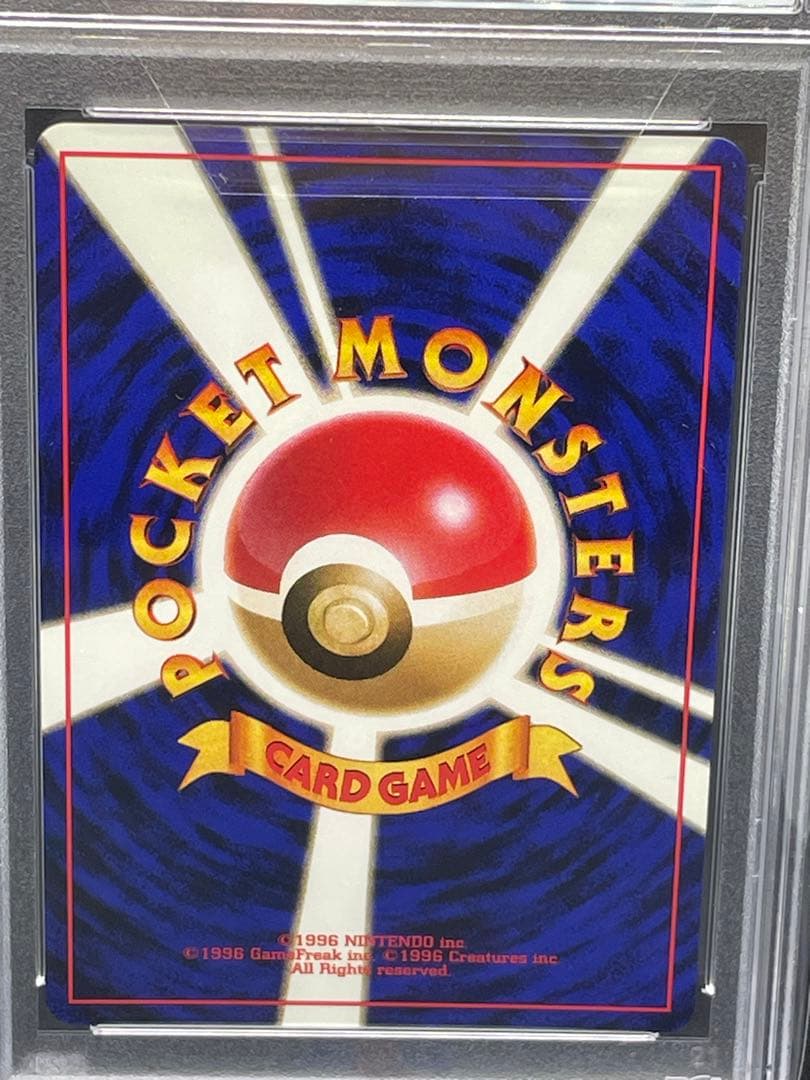 POCKET MONSTERS
CARD GAME
©1996 NINTENDO inc.
©1996 GameFreak inc. ©1996 Creatures inc.
All Rights reserved.